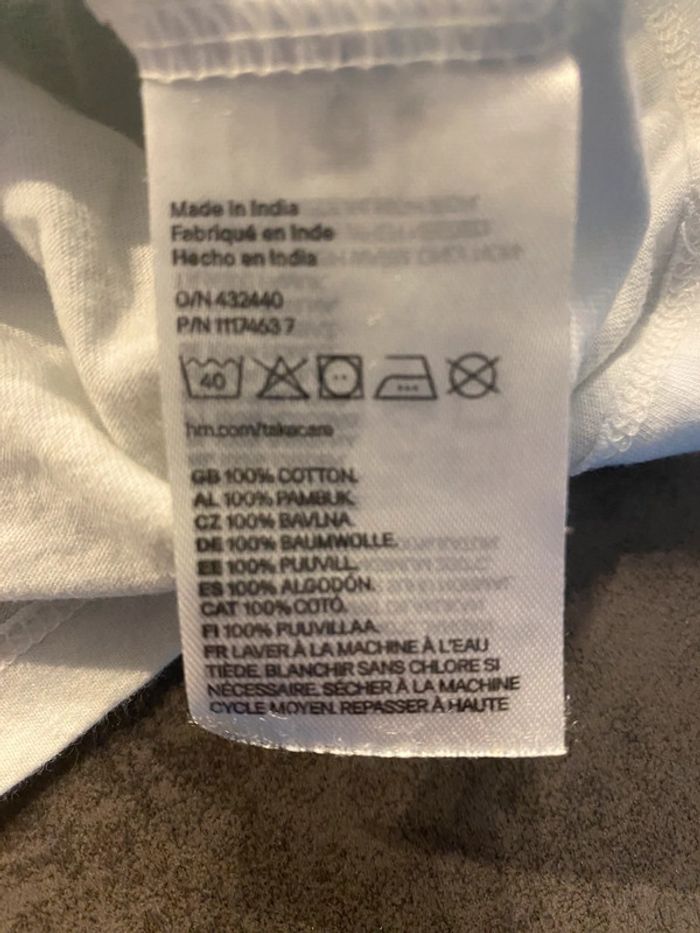 Made in India
Fabriqué en Inde
Hecho en India
O/N 432440
P/N 1117463 7
40
hm.com/takecare
GB 100% COTTON.
AL 100% PAMBUK.
CZ 100% BAVLNA.
DE 100% BAUMWOLLE.
EE 100% PUUVILL.
ES 100% ALGODÓN.
CAT 100% COTÓ.
FI 100% PUUVILLAA.
FR LAVER À LA MACHINE À L'EAU
TIÈDE. BLANCHIR SANS CHLORE SI
NÉCESSAIRE. SÉCHER À LA MACHINE
CYCLE MOYEN. REPASSER À HAUTE